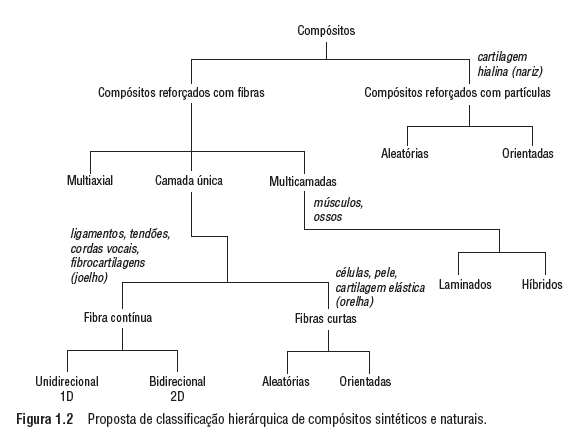 Compósitos
cartilagem
hialina (nariz)
Compósitos reforçados com fibras
Compósitos reforçados com partículas
Aleatórias
Orientadas
Multiaxial
Camada única
Multicamadas
músculos,
ossos
ligamentos, tendões,
cordas vocais,
fibrocartilagens
(joelho)
células, pele,
cartilagem elástica
(orelha)
Laminados
Híbridos
Fibra contínua
Fibras curtas
Unidirecional
1D
Bidirecional
2D
Aleatórias
Orientadas
Figura 1.2 Proposta de classificação hierárquica de compósitos sintéticos e naturais.